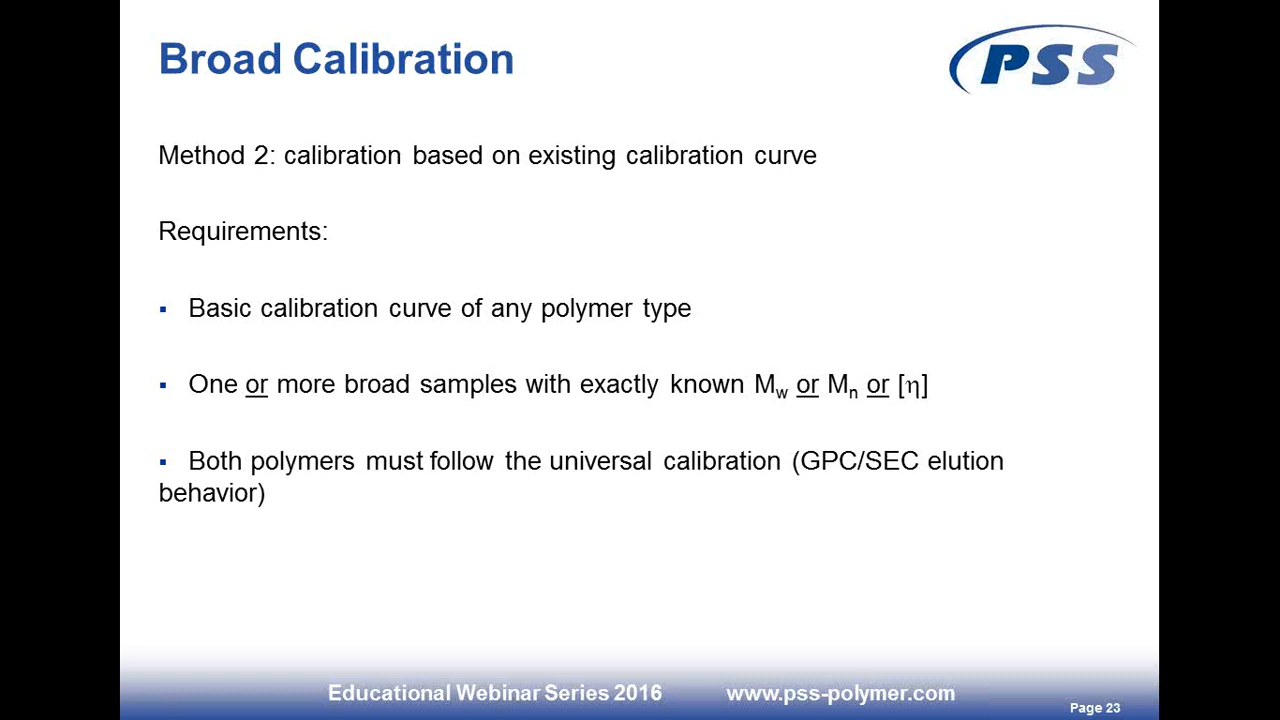 Broad Calibration
PSS
Method 2: calibration based on existing calibration curve
Requirements:
▪ Basic calibration curve of any polymer type
▪ One or more broad samples with exactly known Mw or Mn or [η]
▪ Both polymers must follow the universal calibration (GPC/SEC elution
behavior)
Educational Webinar Series 2016 www.pss-polymer.com
Page 23